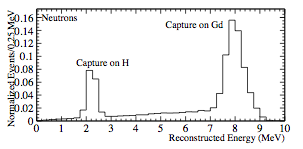 Neutrons
Capture on Gd
Capture on H
Normalized Events/0.25 MeV
0.16
0.14
0.12
0.1
0.08
0.06
0.04
0.02
0
0 1 2 3 4 5 6 7 8 9 10
Reconstructed Energy (MeV)